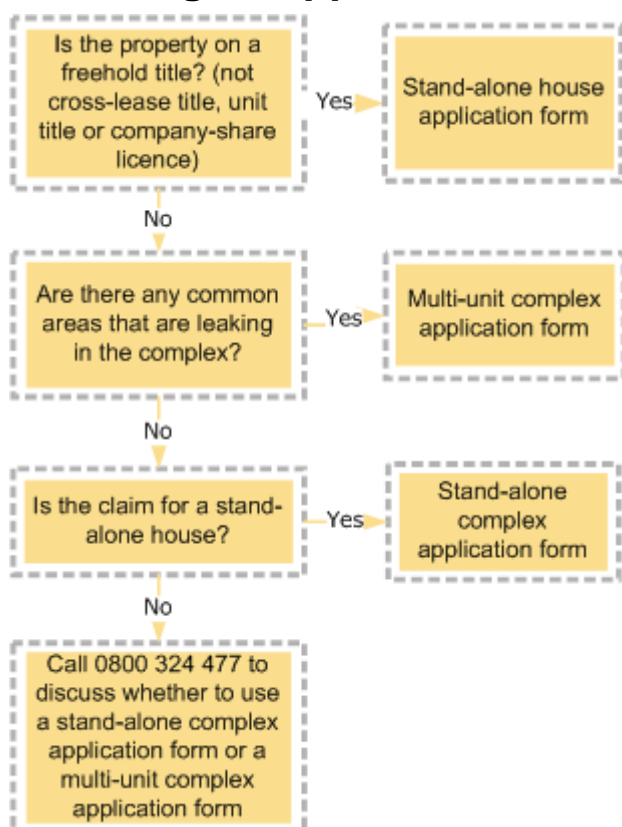 Is the property on a
freehold title? (not
cross-lease title, unit
title or company-share
licence)
Yes
Stand-alone house
application form
No
Are there any common
areas that are leaking
in the complex?
Yes
Multi-unit complex
application form
No
Is the claim for a stand-
alone house?
Yes
Stand-alone
complex
application form
No
Call 0800 324 477 to
discuss whether to use
a stand-alone complex
application form or a
multi-unit complex
application form